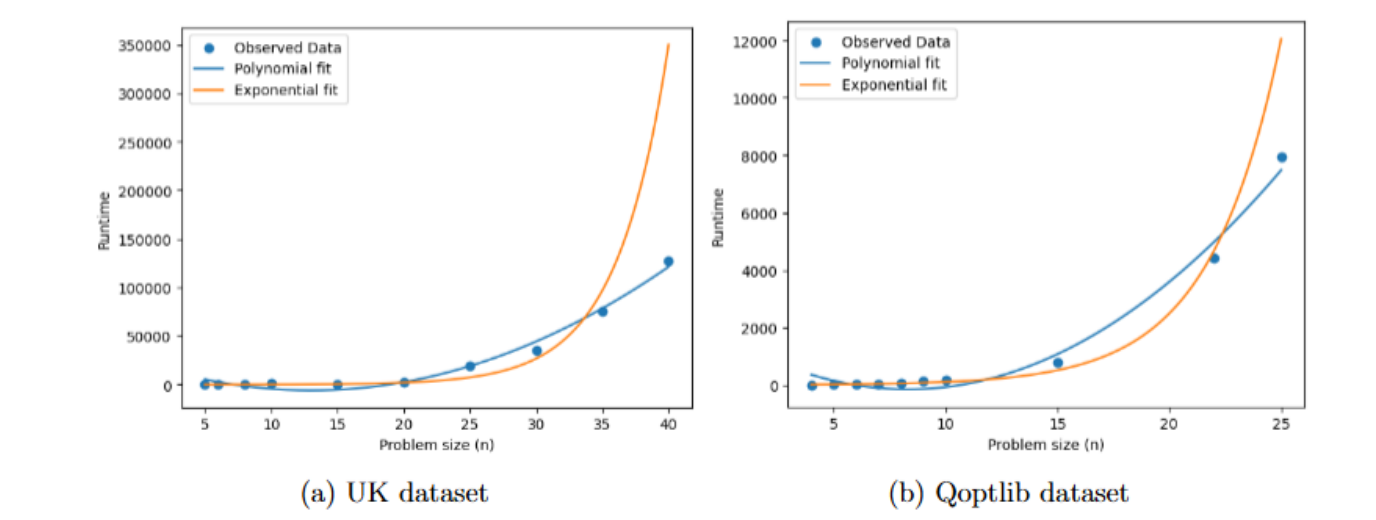 Observed Data
Polynomial fit
Exponential fit
350000
300000
250000
200000
150000
100000
50000
0
Runtime
5 10 15 20 25 30 35 40
Problem size (n)
(a) UK dataset
Observed Data
Polynomial fit
Exponential fit
12000
10000
8000
6000
4000
2000
0
Runtime
5 10 15 20 25
Problem size (n)
(b) Qoptlib dataset